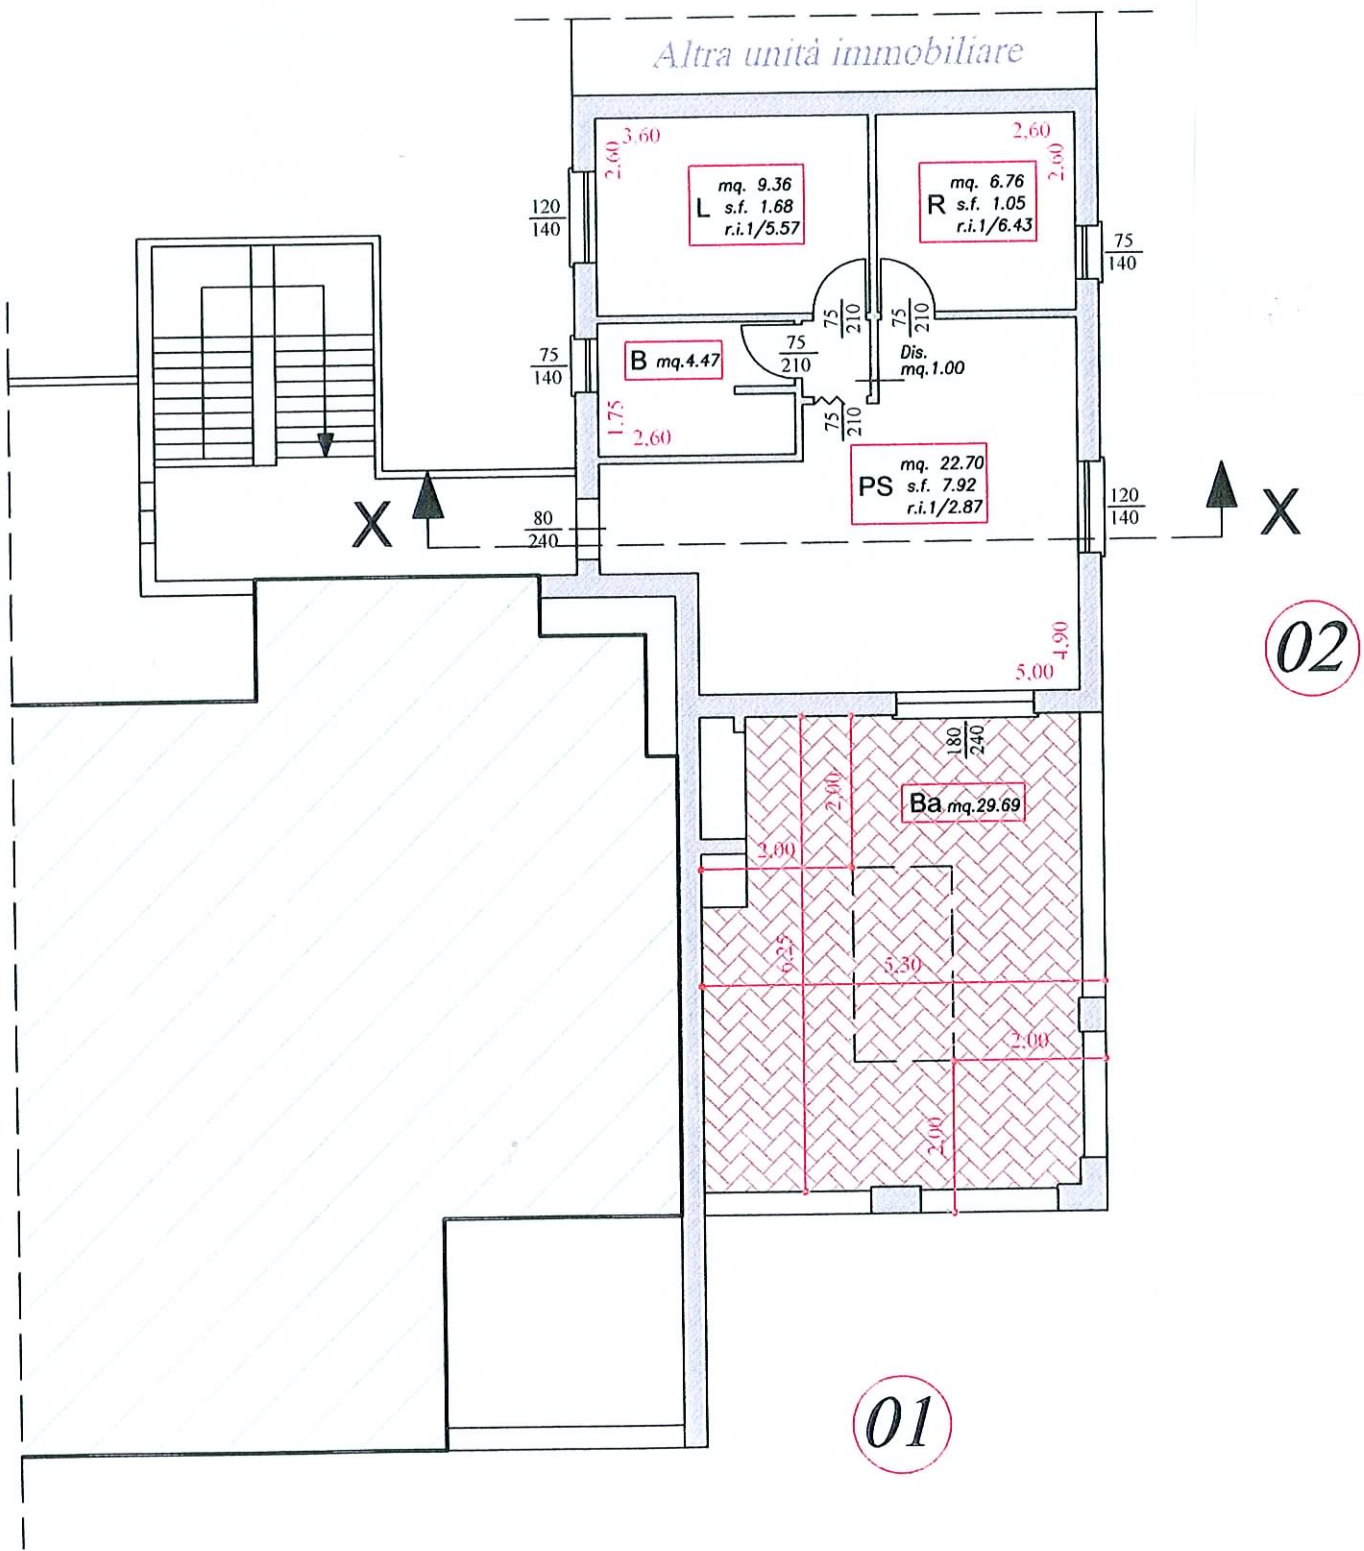 Altra unità immobiliare
3,60
2,60
mq. 9.36
L s.f. 1.68
r.i.1/5.57
2,60
2,60
mq. 6.76
R s.f. 1.05
r.i.1/6.43
120
140
75
140
75
210
75
210
75
140
B mq.4.47
75
210
Dis.
mq.1.00
1,75
2,60
75
210
mq. 22.70
PS s.f. 7.92
r.i.1/2.87
X
80
240
120
140
X
4,90
5,00
02
180
240
2,00
Ba mq.29.69
2,00
6,25
5,30
2,00
2,00
01